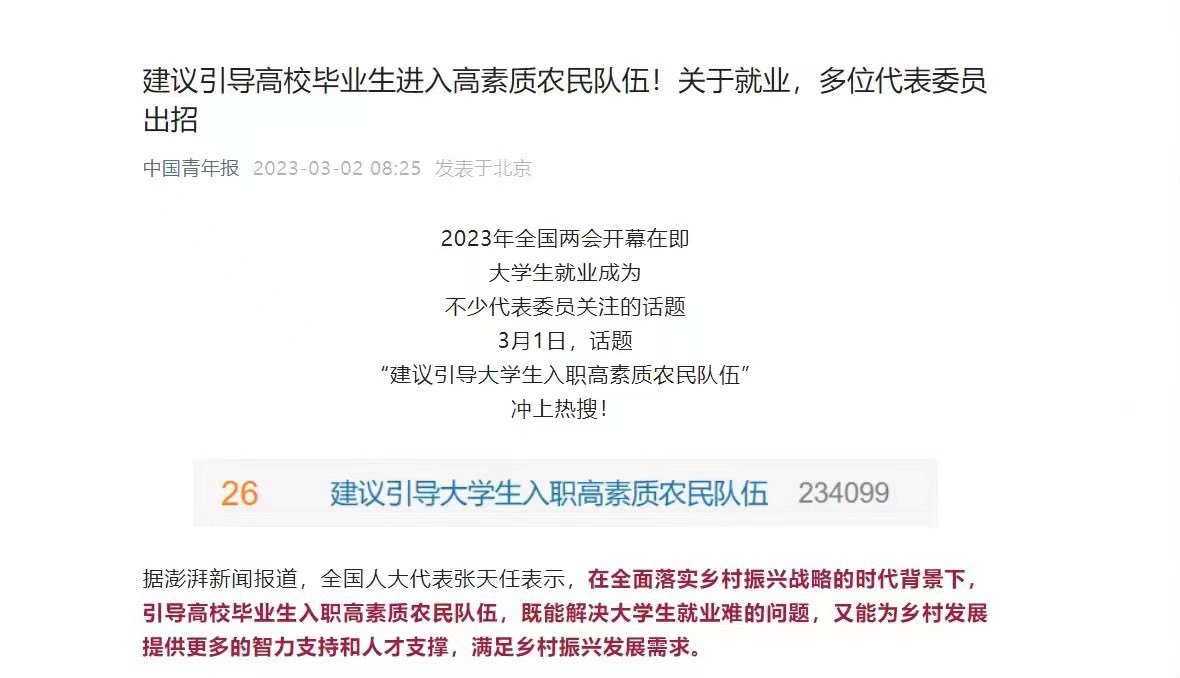 建议引导高校毕业生进入高素质农民队伍！关于就业，多位代表委员
出招
中国青年报 2023-03-02 08:25 发表于北京
2023年全国两会开幕在即
大学生就业成为
不少代表委员关注的话题
3月1日，话题
“建议引导大学生入职高素质农民队伍”
冲上热搜！
26 建议引导大学生入职高素质农民队伍 234099
据澎湃新闻报道，全国人大代表张天任表示，在全面落实乡村振兴战略的时代背景下，
引导高校毕业生入职高素质农民队伍，既能解决大学生就业难的问题，又能为乡村发展
提供更多的智力支持和人才支撑，满足乡村振兴发展需求。